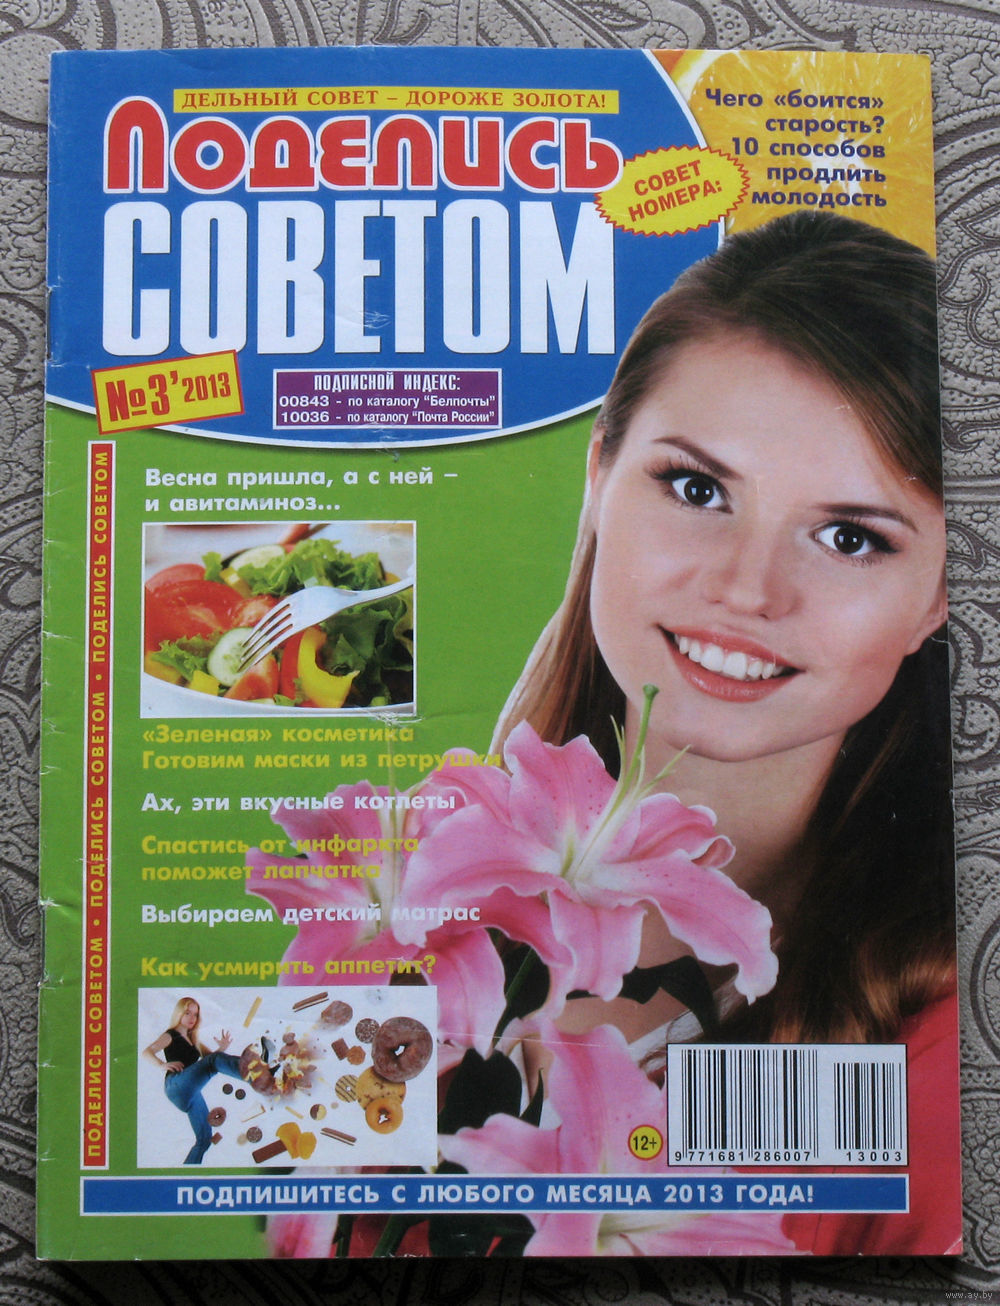 ДЕЛЬНЫЙ СОВЕТ – ДОРОЖЕ ЗОЛОТА!
ПОДЕЛИСЬ
СОВЕТОМ
№3'2013
ПОДПИСНОЙ ИНДЕКС:
00843 - по каталогу "Белпочты"
10036 - по каталогу "Почта России"
СОВЕТ
НОМЕРА:
Чего «боится»
старость?
10 способов
продлить
молодость
Весна пришла, а с ней –
и авитаминоз...
«Зеленая» косметика
Готовим маски из петрушки
Ах, эти вкусные котлеты
Спастись от инфаркта
поможет лапчатка
Выбираем детский матрас
Как усмирить аппетит?
ПОДЕЛИСЬ СОВЕТОМ • ПОДЕЛИСЬ СОВЕТОМ • ПОДЕЛИСЬ СОВЕТОМ
12+
9 771681 286007 13003
ПОДПИШИТЕСЬ С ЛЮБОГО МЕСЯЦА 2013 ГОДА!
www.ay.by